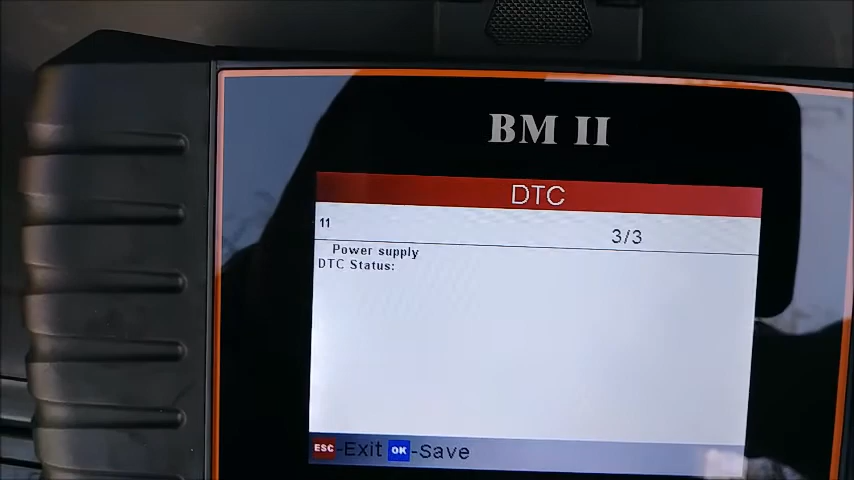 BM II
DTC
11
3/3
Power supply
DTC Status:
ESC-Exit OK-Save